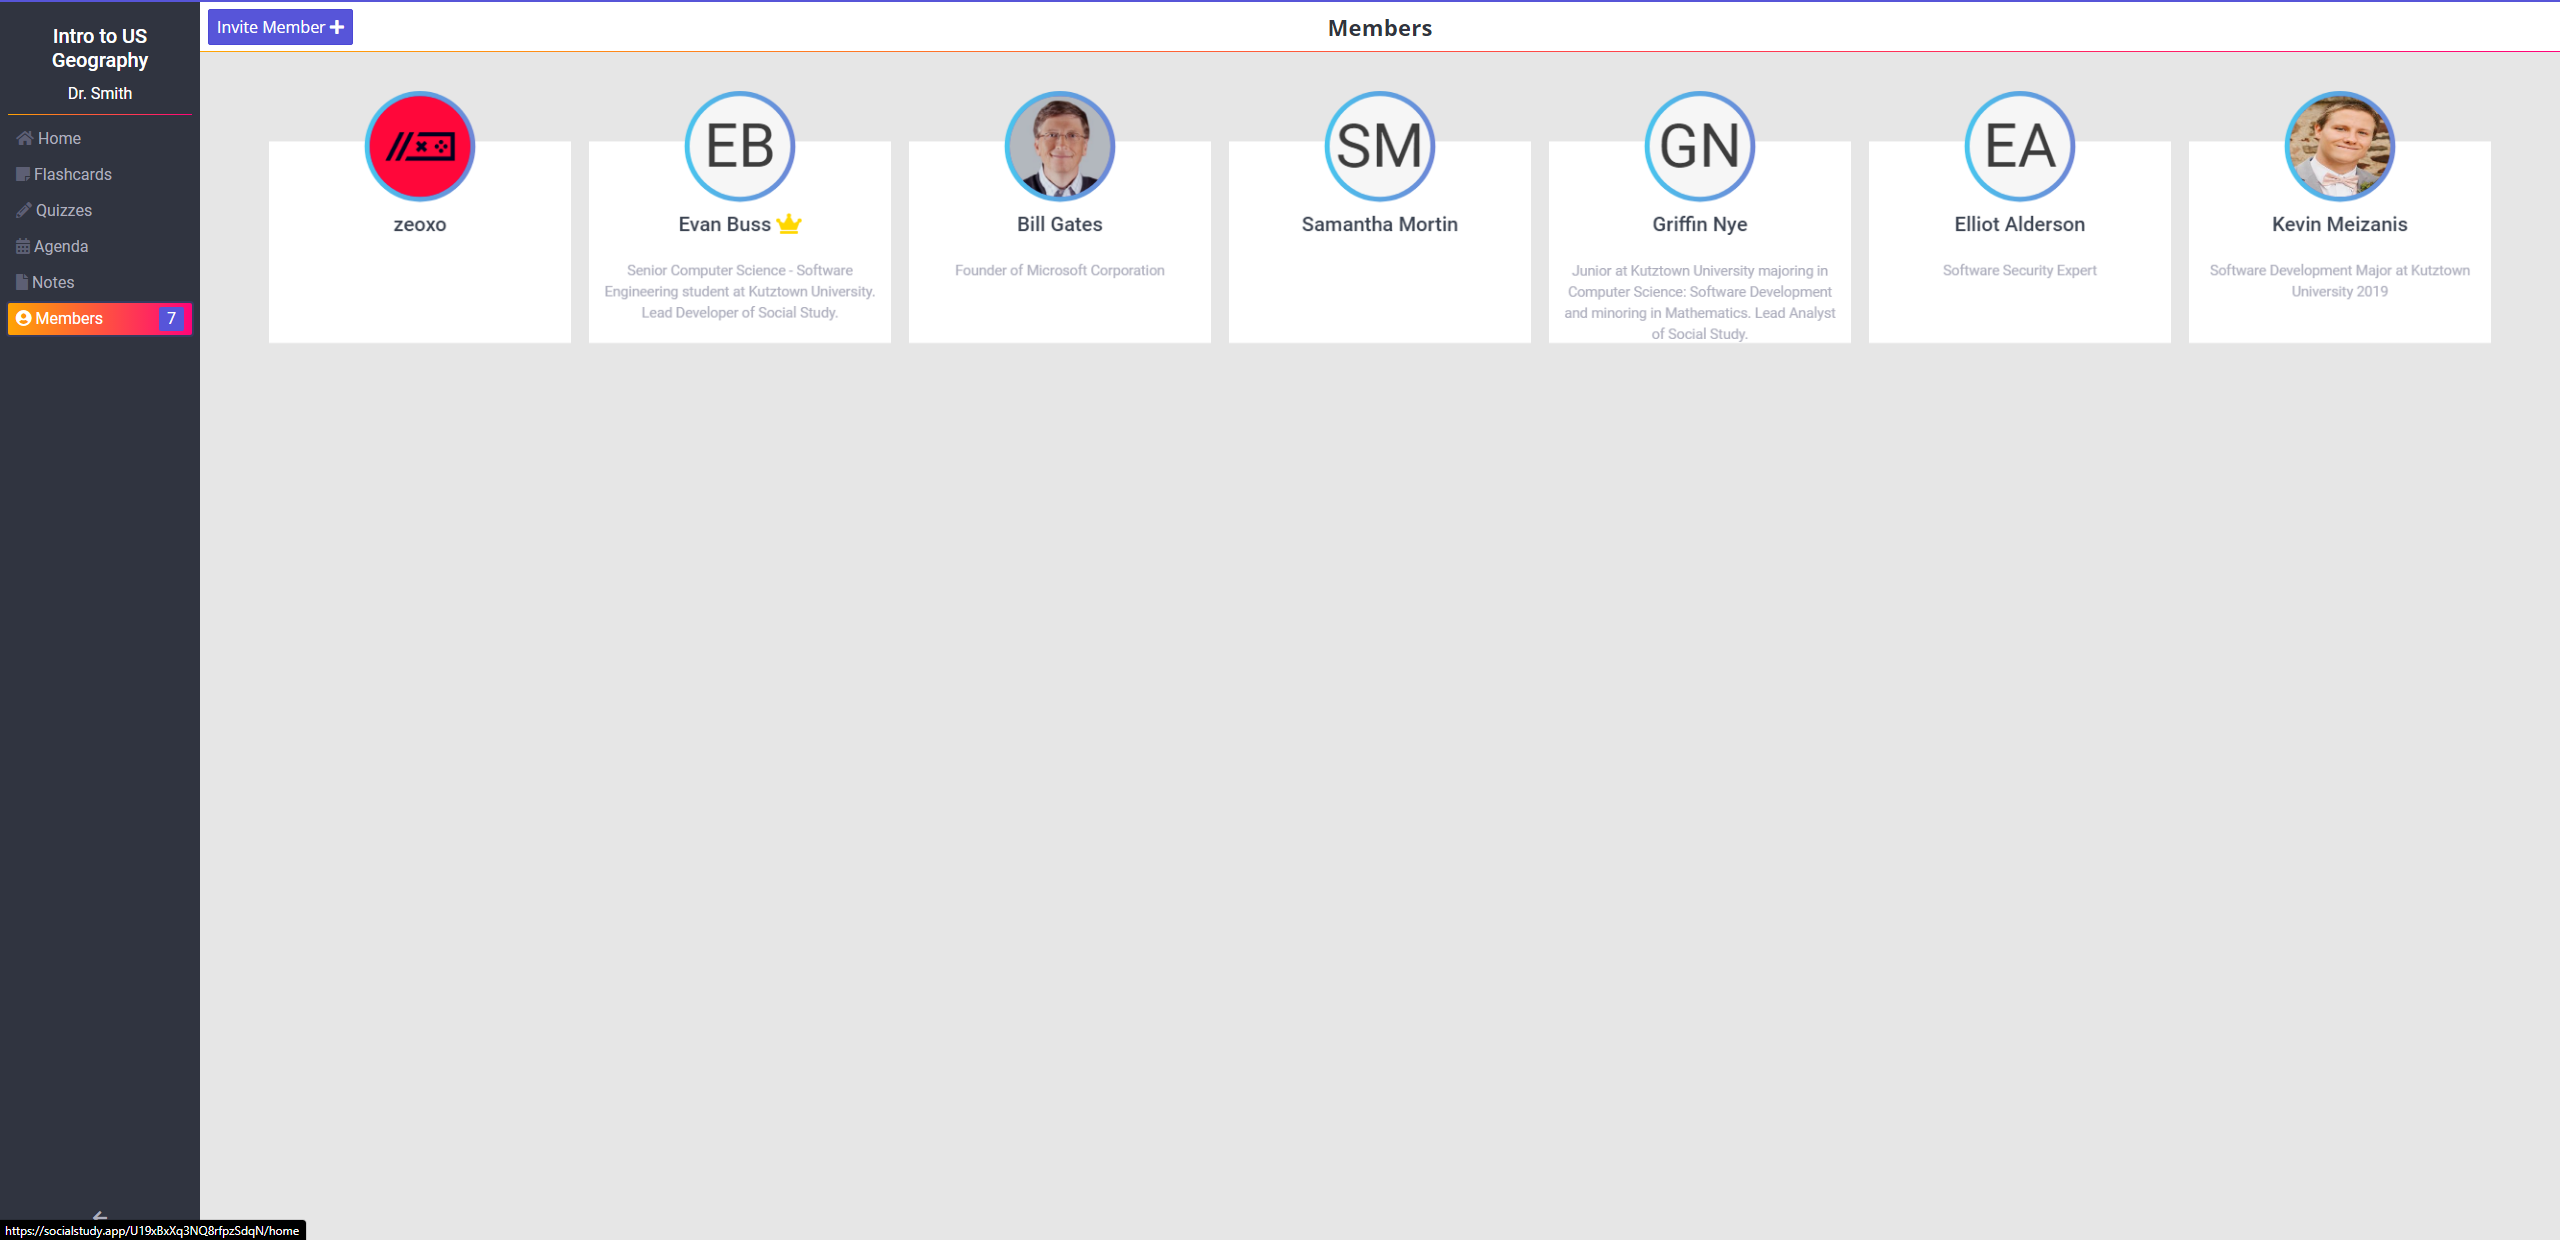 Intro to US
Geography
Dr. Smith
Home
Flashcards
Quizzes
Agenda
Notes
Members 7
Invite Member
Members
zeoxo
EB
Evan Buss
Senior Computer Science - Software
Engineering student at Kutztown University.
Lead Developer of Social Study.
Bill Gates
Founder of Microsoft Corporation
SM
Samantha Mortin
GN
Griffin Nye
Junior at Kutztown University majoring in
Computer Science: Software Development
and minoring in Mathematics. Lead Analyst
of Social Study.
EA
Elliot Alderson
Software Security Expert
Kevin Meizanis
Software Development Major at Kutztown
University 2019
https://socialstudy.app/U19xBxXq3NQ8rfpzSdqN/home